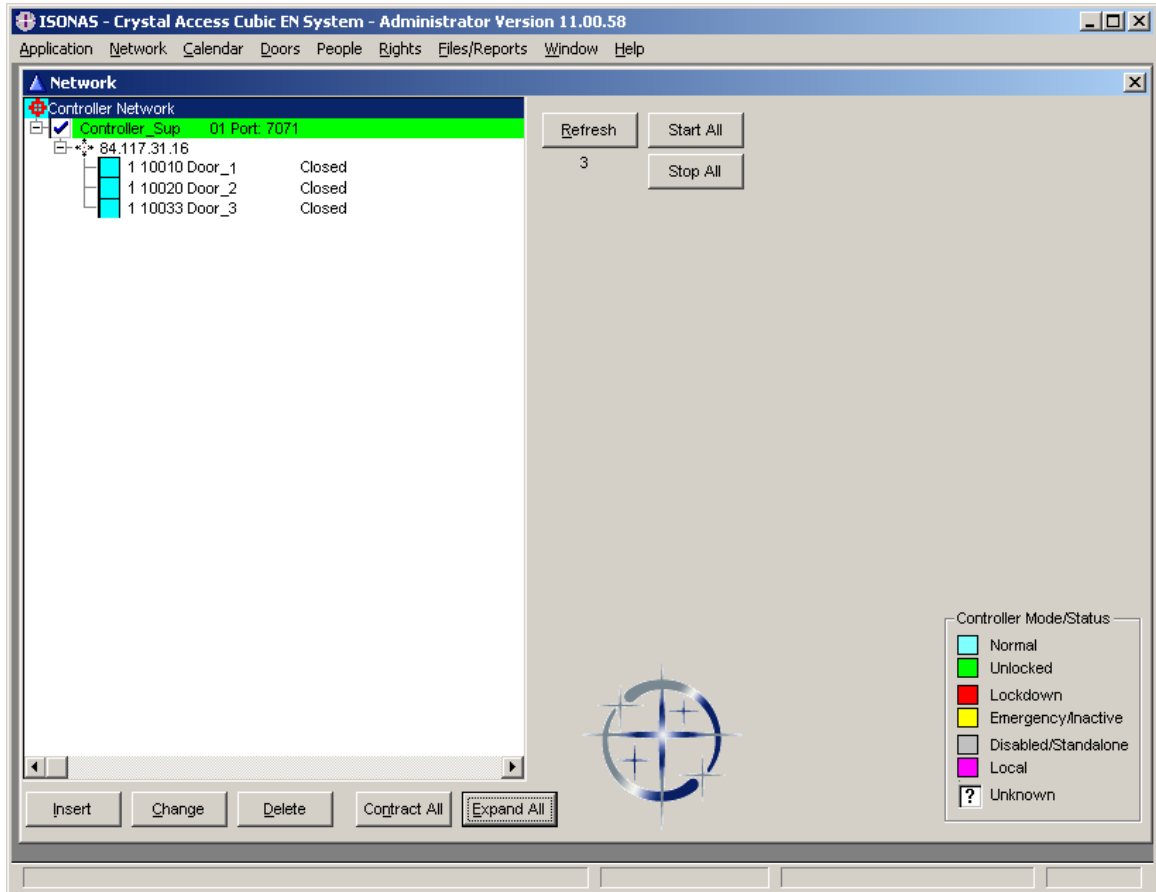 ISONAS - Crystal Access Cubic EN System - Administrator Version 11.00.58
Application Network Calendar Doors People Rights Files/Reports Window Help
Network
Controller Network
Controller_Sup 01 Port: 7071
84.117.31.16
1 10010 Door_1 Closed
1 10020 Door_2 Closed
1 10033 Door_3 Closed
Refresh Start All
3
Stop All
Controller Mode/Status
Normal
Unlocked
Lockdown
Emergency/Inactive
Disabled/Standalone
Local
? Unknown
Insert Change Delete Contract All Expand All